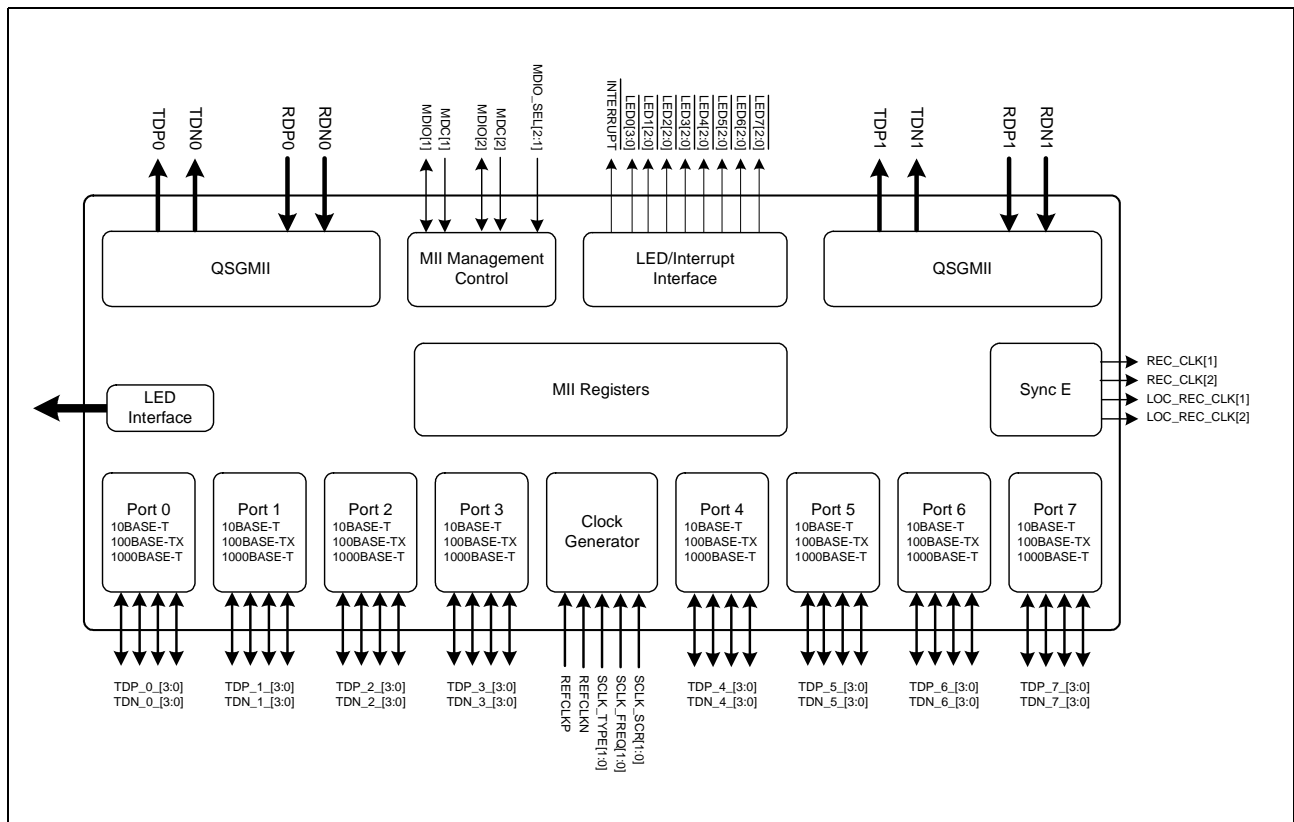 TDP0
TDN0
RDP0
RDN0
MDIO[1]
MDC[1]
MDIO[2]
MDC[2]
MDIO_SEL[2:1]
INTERRUPT
LED0[3:0]
LED1[2:0]
LED2[2:0]
LED3[2:0]
LED4[2:0]
LED5[2:0]
LED6[2:0]
LED7[2:0]
TDP1
TDN1
RDP1
RDN1
QSGMII
MII Management
Control
LED/Interrupt
Interface
QSGMII
LED
Interface
MII Registers
Sync E
REC_CLK[1]
REC_CLK[2]
LOC_REC_CLK[1]
LOC_REC_CLK[2]
Port 0
10BASE-T
100BASE-TX
1000BASE-T
Port 1
10BASE-T
100BASE-TX
1000BASE-T
Port 2
10BASE-T
100BASE-TX
1000BASE-T
Port 3
10BASE-T
100BASE-TX
1000BASE-T
Clock
Generator
Port 4
10BASE-T
100BASE-TX
1000BASE-T
Port 5
10BASE-T
100BASE-TX
1000BASE-T
Port 6
10BASE-T
100BASE-TX
1000BASE-T
Port 7
10BASE-T
100BASE-TX
1000BASE-T
TDP_0_[3:0]
TDN_0_[3:0]
TDP_1_[3:0]
TDN_1_[3:0]
TDP_2_[3:0]
TDN_2_[3:0]
TDP_3_[3:0]
TDN_3_[3:0]
REFCLKP
REFCLKN
SCLK_TYPE[1:0]
SCLK_FREQ[1:0]
SCLK_SCR[1:0]
TDP_4_[3:0]
TDN_4_[3:0]
TDP_5_[3:0]
TDN_5_[3:0]
TDP_6_[3:0]
TDN_6_[3:0]
TDP_7_[3:0]
TDN_7_[3:0]